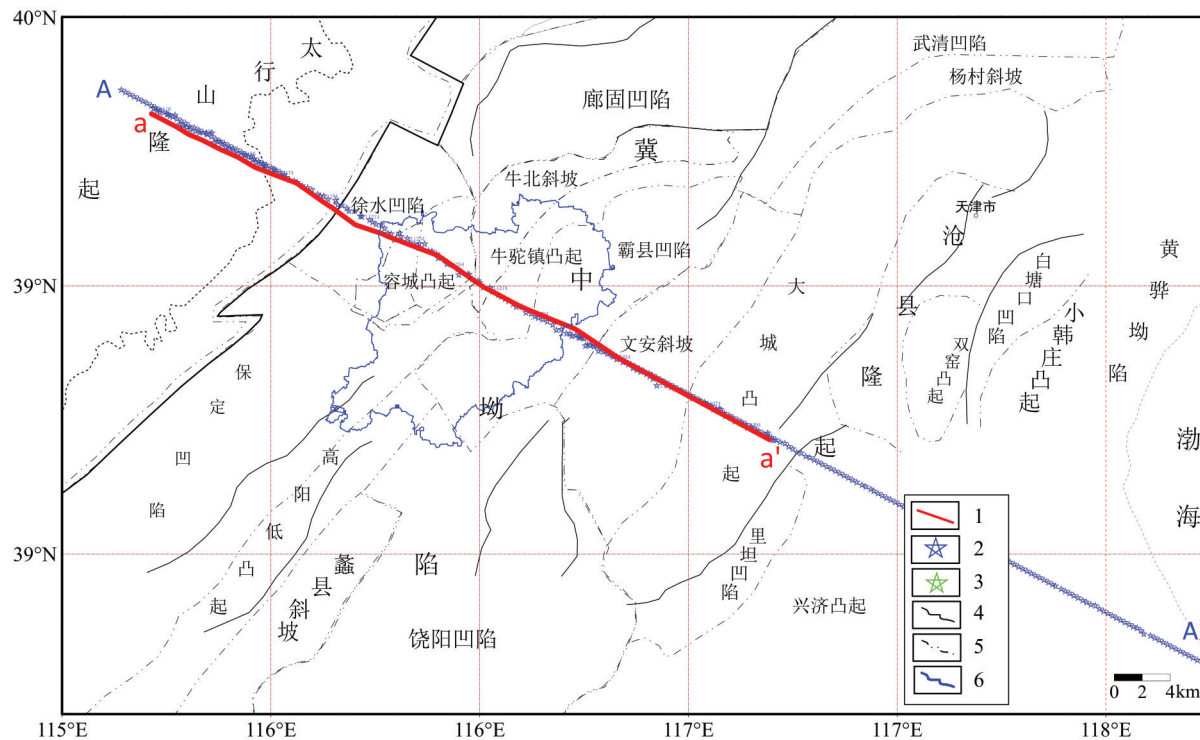 40°N
39°N
39°N
115°E
116°E
116°E
117°E
117°E
118°E
A
a
a'
A
太行山隆起
徐水凹陷
容城凸起
牛驼镇凸起
牛北斜坡
廊固凹陷
霸县凹陷
文安斜坡
冀中坳陷
武清凹陷
杨村斜坡
天津市
大城凸起
沧县隆起
双窑凸起
白塘口凹陷
小韩庄凸起
黄骅坳陷
渤海
保定凹陷
高阳低凸起
蠡县斜坡
饶阳凹陷
里坦凹陷
兴济凸起
1
2
3
4
5
6
0 2 4km